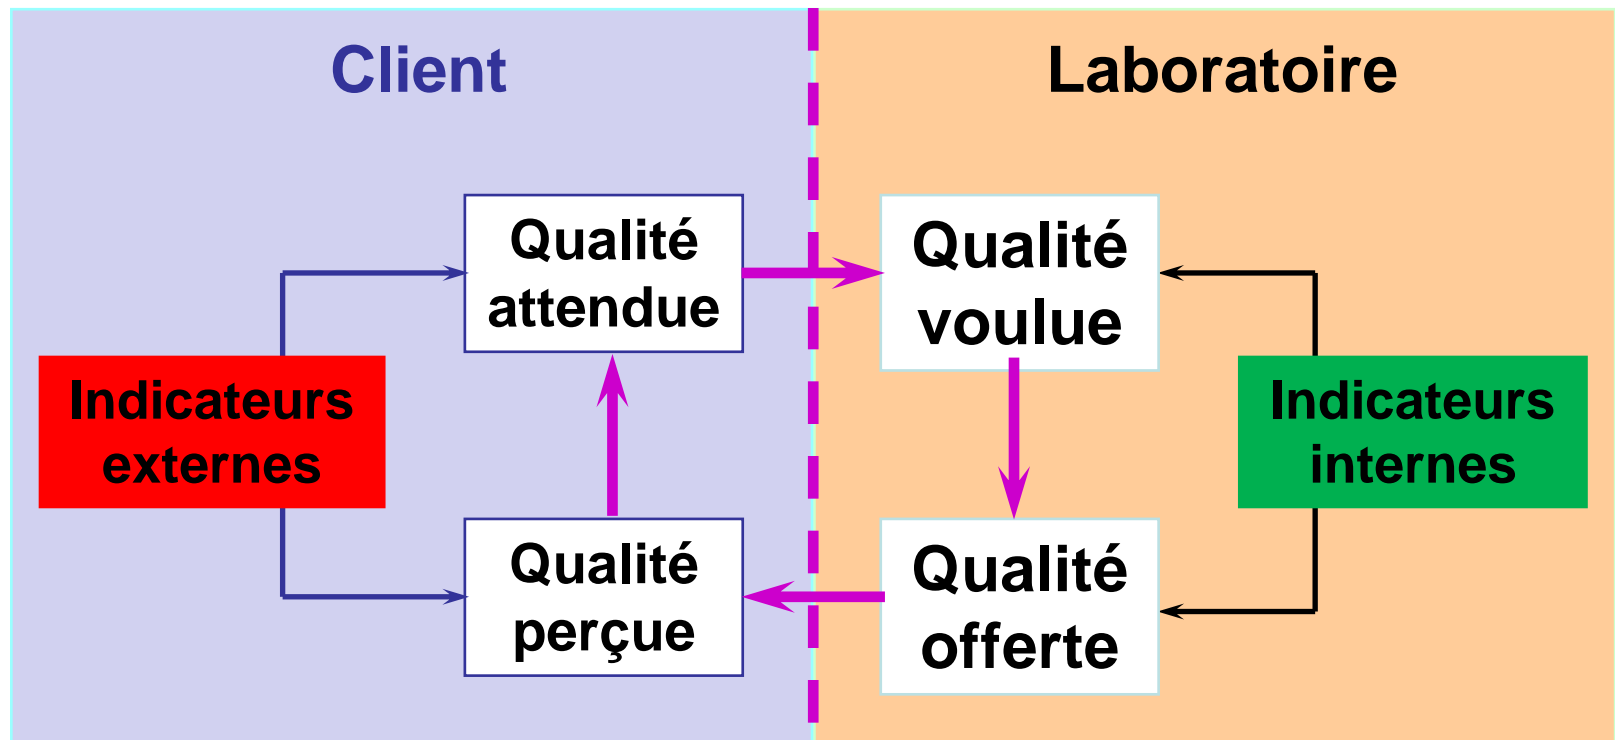 Client
Laboratoire
Qualité
attendue
Qualité
voulue
Indicateurs
externes
Indicateurs
internes
Qualité
perçue
Qualité
offerte